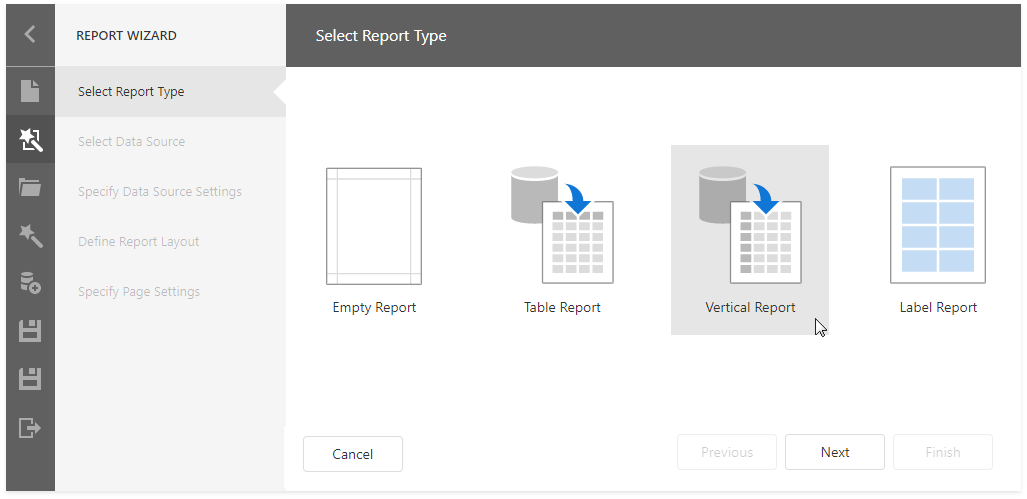 REPORT WIZARD
Select Report Type
Select Report Type
Select Data Source
Specify Data Source Settings
Define Report Layout
Specify Page Settings
Empty Report
Table Report
Vertical Report
Label Report
Cancel
Previous
Next
Finish